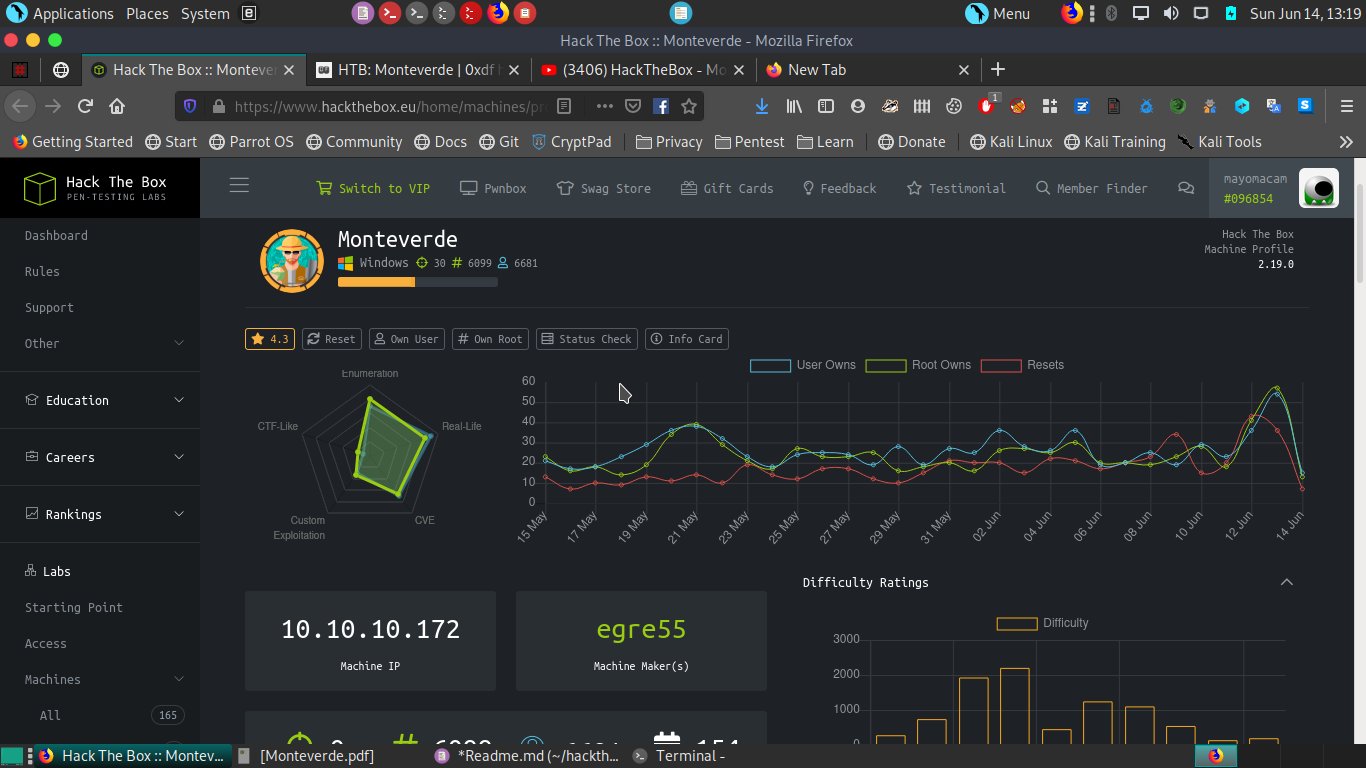 Applications Places System Menu Sun Jun 14, 13:19
Hack The Box :: Monteverde - Mozilla Firefox
Hack The Box :: Montever HTB: Monteverde | 0xdf (3406) HackTheBox - Mo New Tab
https://www.hackthebox.eu/home/machines/pr 1
Getting Started Start Parrot OS Community Docs Git CryptPad Privacy Pentest Learn Donate Kali Linux Kali Training Kali Tools
Hack The Box
PEN-TESTING LABS
Switch to VIP Pwnbox Swag Store Gift Cards Feedback Testimonial Member Finder
mayomacam
#096854
Dashboard
Rules
Support
Other
Education
Careers
Rankings
Labs
Starting Point
Access
Machines
All 165
Monteverde
Windows 30 # 6099 6681
Hack The Box
Machine Profile
2.19.0
4.3 Reset Own User # Own Root Status Check Info Card
Enumeration
CTF-Like
Real-Life
Custom
Exploitation
CVE
User Owns Root Owns Resets
60
50
40
30
20
10
0
15 May 17 May 19 May 21 May 23 May 25 May 27 May 29 May 31 May 02 Jun 04 Jun 06 Jun 08 Jun 10 Jun 12 Jun 14 Jun
10.10.10.172
Machine IP
egre55
Machine Maker(s)
Difficulty Ratings
Difficulty
3000
2000
1000
0
# 6099 154
Hack The Box :: Montev... [Monteverde.pdf] *Readme.md (~/hackth... Terminal -